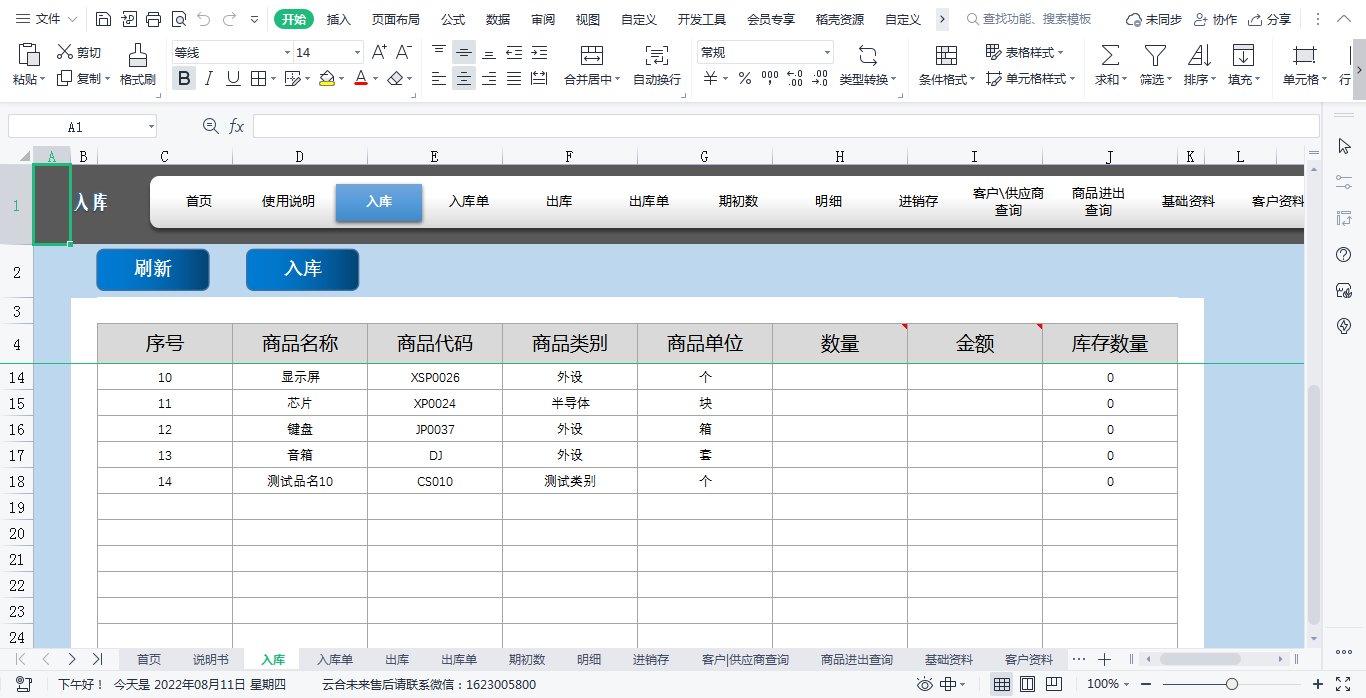 文件 开始 插入 页面布局 公式 数据 审阅 视图 自定义 开发工具 会员专享 稻壳资源 自定义 查找功能、搜索模板 未同步 协作 分享
粘贴 剪切 复制 格式刷 等线 14 A+ A- B I U A 合并居中 自动换行 常规 ¥ % 类型转换 条件格式 表格样式 单元格样式 求和 筛选 排序 填充 单元格 行
A1 fx
A B C D E F G H I J K L
1 入库 首页 使用说明 入库 入库单 出库 出库单 期初数 明细 进销存 客户\供应商查询 商品进出查询 基础资料 客户资料
2 刷新 入库
3
4 序号 商品名称 商品代码 商品类别 商品单位 数量 金额 库存数量
14 10 显示屏 XSP0026 外设 个 0
15 11 芯片 XP0024 半导体 块 0
16 12 键盘 JP0037 外设 箱 0
17 13 音箱 DJ 外设 套 0
18 14 测试品名10 CS010 测试类别 个 0
19
20
21
22
23
24
首页 说明书 入库 入库单 出库 出库单 期初数 明细 进销存 客户|供应商查询 商品进出查询 基础资料 客户资料 ···
下午好！ 今天是 2022年08月11日 星期四 云合未来售后请联系微信：1623005800 100%